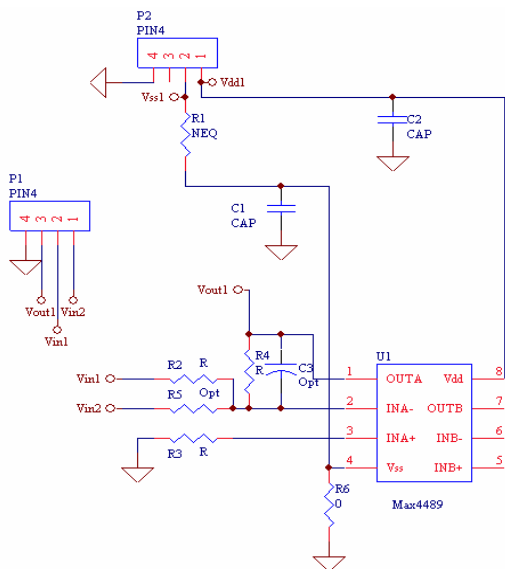 P2
PIN4
4 3 2 1
Vss1
Vdd1
R1
NEQ
C2
CAP
P1
PIN4
4 3 2 1
C1
CAP
Vout1
Vin2
Vin1
Vout1
R4
R
C3
Opt
U1
Vin1
R2
R
Opt
Vin2
R5
R3
R
1 OUTA Vdd 8
2 INA- OUTB 7
3 INA+ INB- 6
4 Vss INB+ 5
R6
0
Max4489